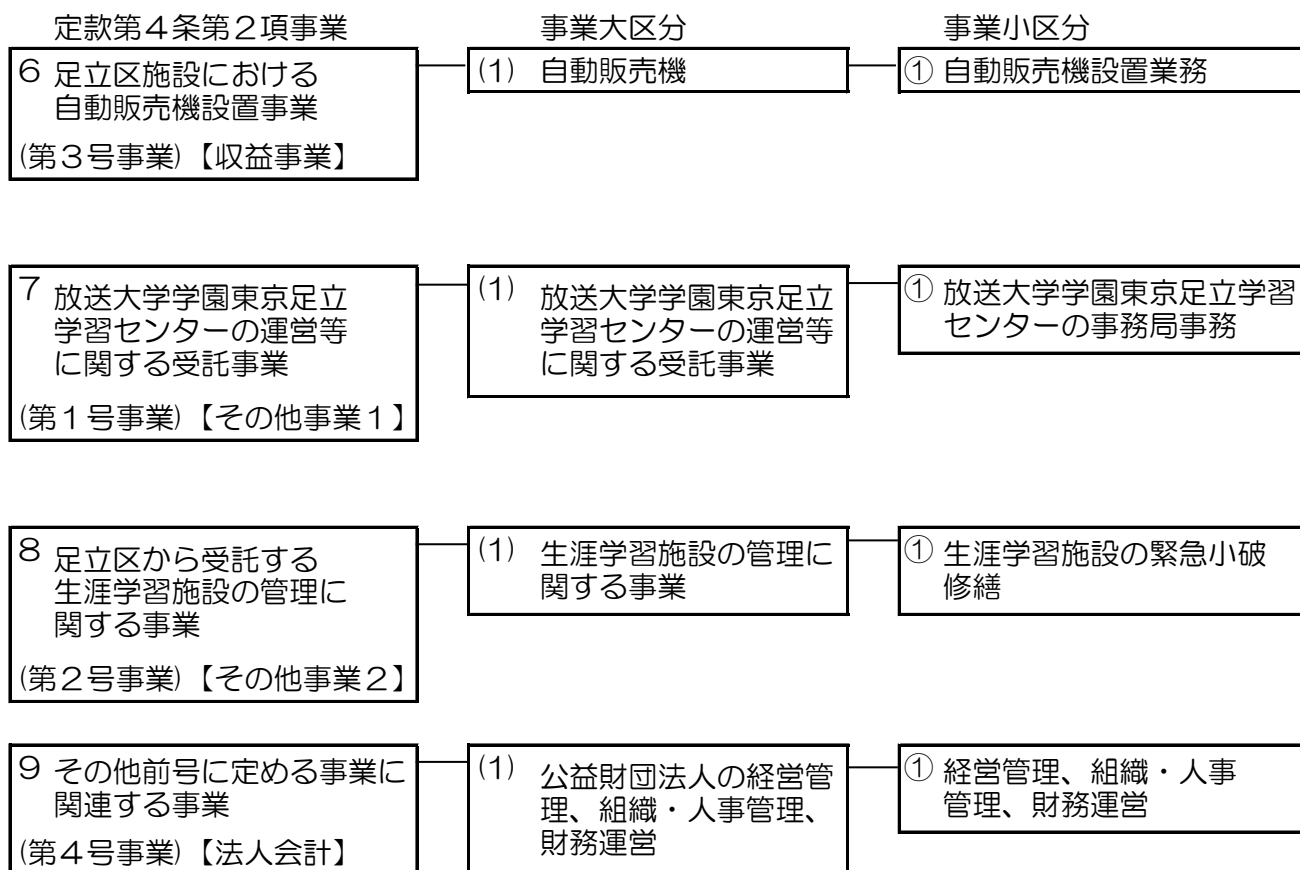 定款第４条第２項事業
事業大区分
事業小区分
６ 足立区施設における
自動販売機設置事業
(第３号事業)【収益事業】
(1) 自動販売機
① 自動販売機設置業務
７ 放送大学学園東京足立
学習センターの運営等
に関する受託事業
(第１号事業)【その他事業１】
(1) 放送大学学園東京足立
学習センターの運営等
に関する受託事業
① 放送大学学園東京足立学習
センターの事務局事務
８ 足立区から受託する
生涯学習施設の管理に
関する事業
(第２号事業)【その他事業２】
(1) 生涯学習施設の管理に
関する事業
① 生涯学習施設の緊急小破
修繕
９ その他前号に定める事業に
関連する事業
(第４号事業)【法人会計】
(1) 公益財団法人の経営管
理、組織・人事管理、
財務運営
① 経営管理、組織・人事
管理、財務運営